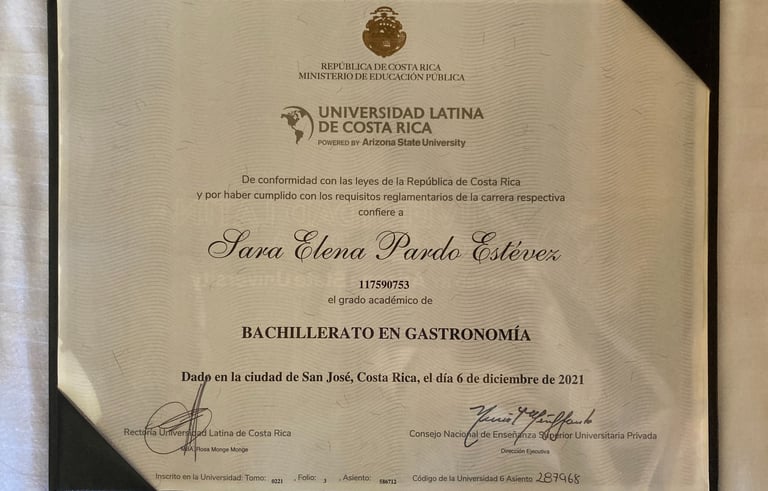 REPÚBLICA DE COSTA RICA
MINISTERIO DE EDUCACIÓN PÚBLICA
UNIVERSIDAD LATINA
DE COSTA RICA
POWERED BY Arizona State University
De conformidad con las leyes de la República de Costa Rica
y por haber cumplido con los requisitos reglamentarios de la carrera respectiva
confiere a
Sara Elena Pardo Estévez
117590753
el grado académico de
BACHILLERATO EN GASTRONOMÍA
Dado en la ciudad de San José, Costa Rica, el día 6 de diciembre de 2021
Rectoría Universidad Latina de Costa Rica
MBA. Rosa Monge Monge
Consejo Nacional de Enseñanza Superior Universitaria Privada
Dirección Ejecutiva
Inscrito en la Universidad: Tomo: 0221 , Folio: 3 , Asiento: 586712 Código de la Universidad 6 Asiento 287968